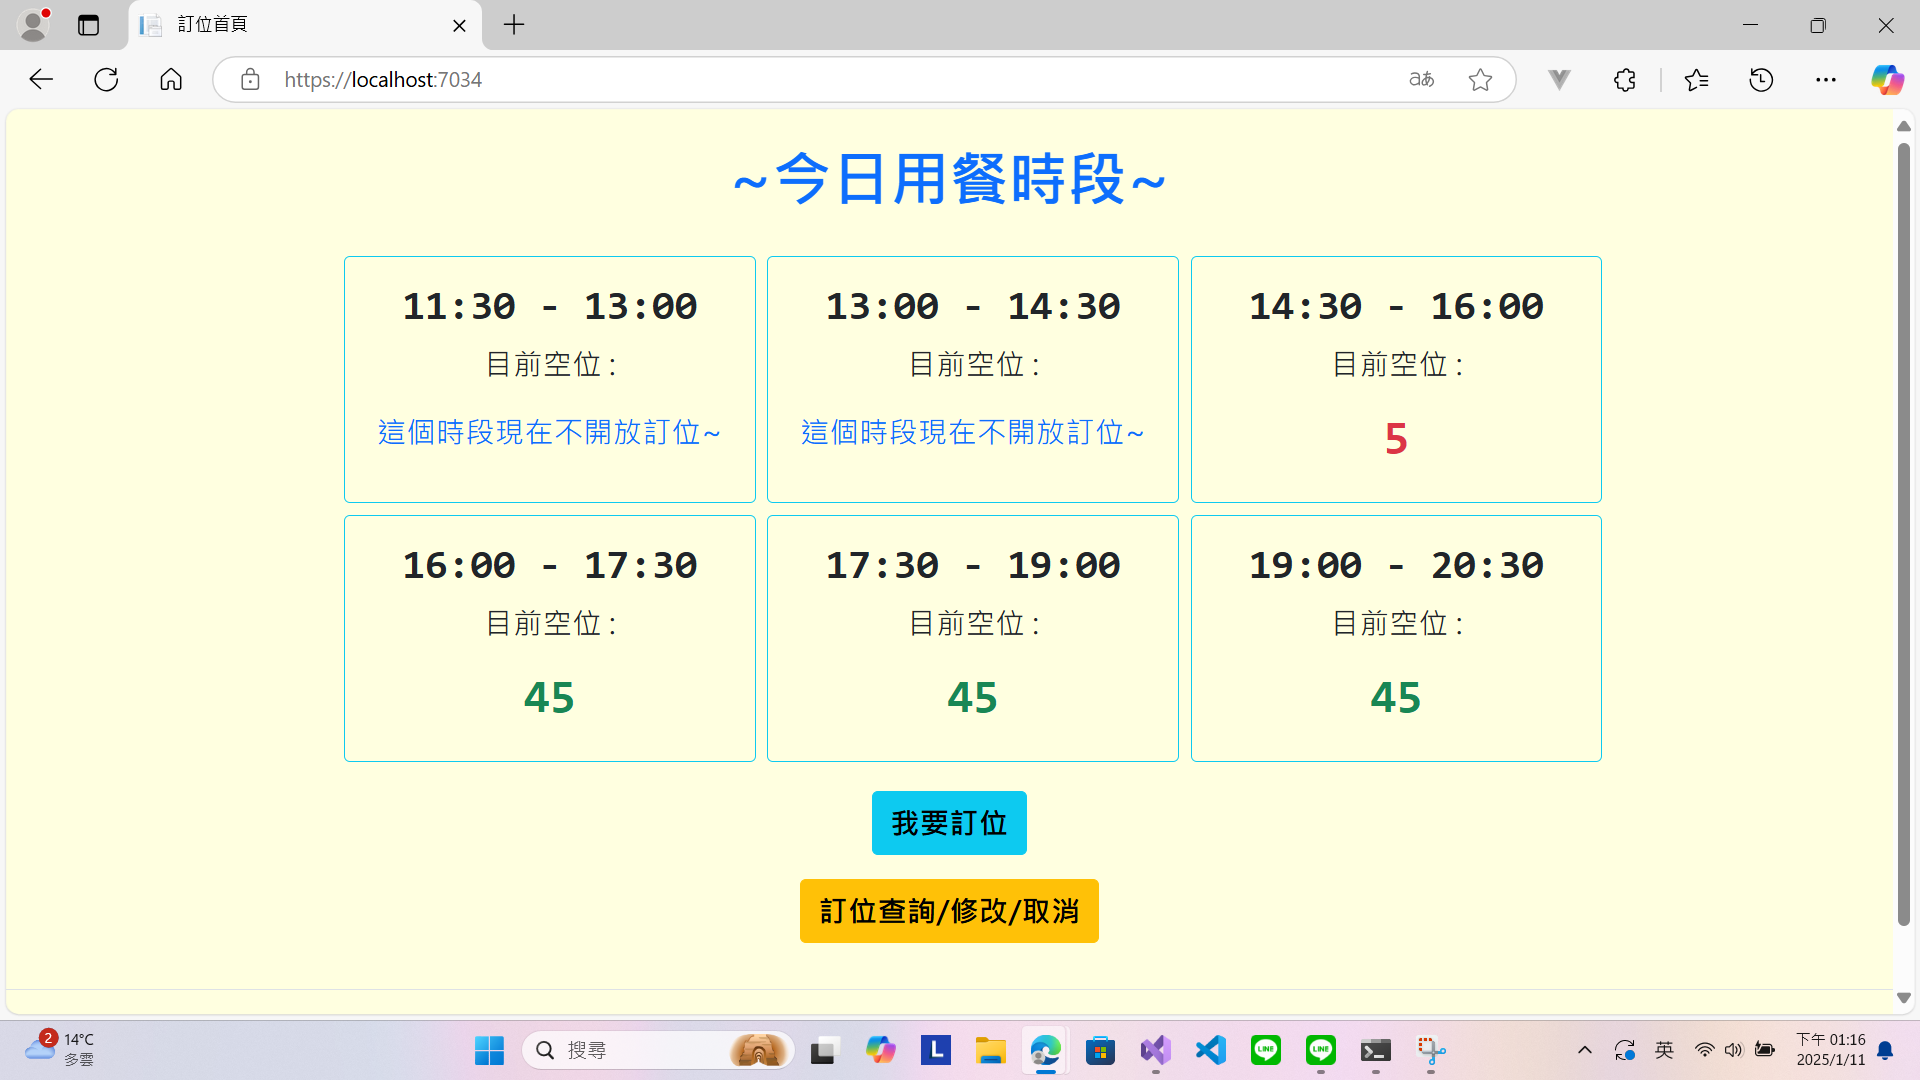 訂位首頁
https://localhost:7034
aあ
~今日用餐時段~
11:30 - 13:00
目前空位:
這個時段現在不開放訂位~
13:00 - 14:30
目前空位:
這個時段現在不開放訂位~
14:30 - 16:00
目前空位:
5
16:00 - 17:30
目前空位:
45
17:30 - 19:00
目前空位:
45
19:00 - 20:30
目前空位:
45
我要訂位
訂位查詢/修改/取消
2
14°C
多雲
搜尋
L
LINE
LINE
英
下午 01:16
2025/1/11